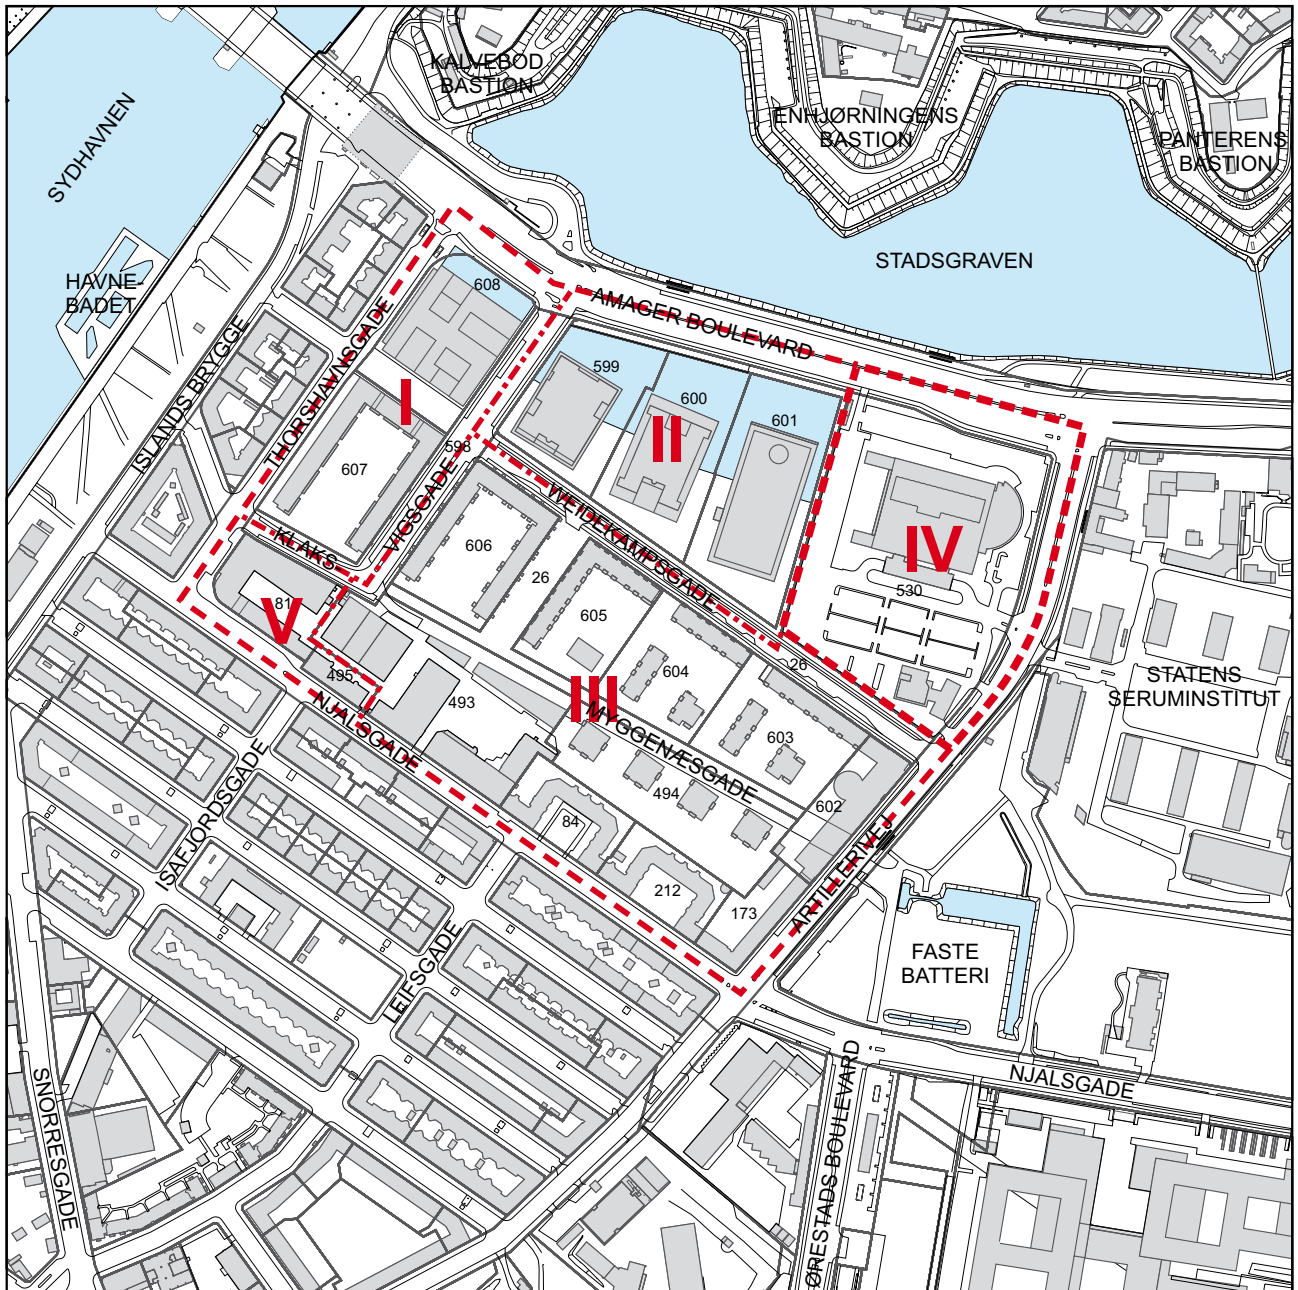 KALVEBOD
BASTION
ENHJØRNINGENS
BASTION
PANTERENS
BASTION
SYDHAVNEN
STADSGRAVEN
HAVNE-
BADET
608
AMAGER BOULEVARD
ISLANDS BRYGGE
THORSHAVNSGADE
599
600
601
I
II
607
598
VIGSGADE
WEIDEKAMPSGADE
IV
KLAKS
606
26
530
81
V
605
26
604
STATENS
SERUMINSTITUT
495
493
III
NJALSGADE
MYGGENÆSGADE
603
494
602
ISAFJORDSGADE
84
ARTILLERIVEJ
212
173
FASTE
BATTERI
LEIFSGADE
NJALSGADE
SNORRESGADE
ØRESTADS BOULEVARD